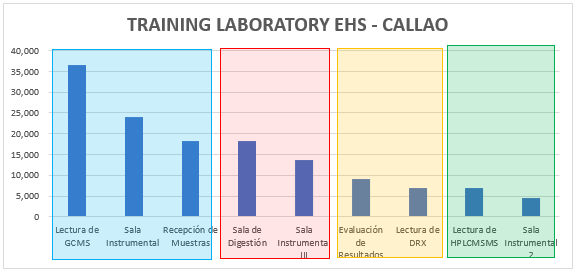 TRAINING LABORATORY EHS - CALLAO
40,000
35,000
30,000
25,000
20,000
15,000
10,000
5,000
0
Lectura de
GCMS
Sala
Instrumental
Recepción de
Muestras
Sala de
Digestión
Sala
Instrumental
III
Evaluación
de
Resultados
Lectura de
DRX
Lectura de
HPLCMSMS
Sala
Instrumental
2